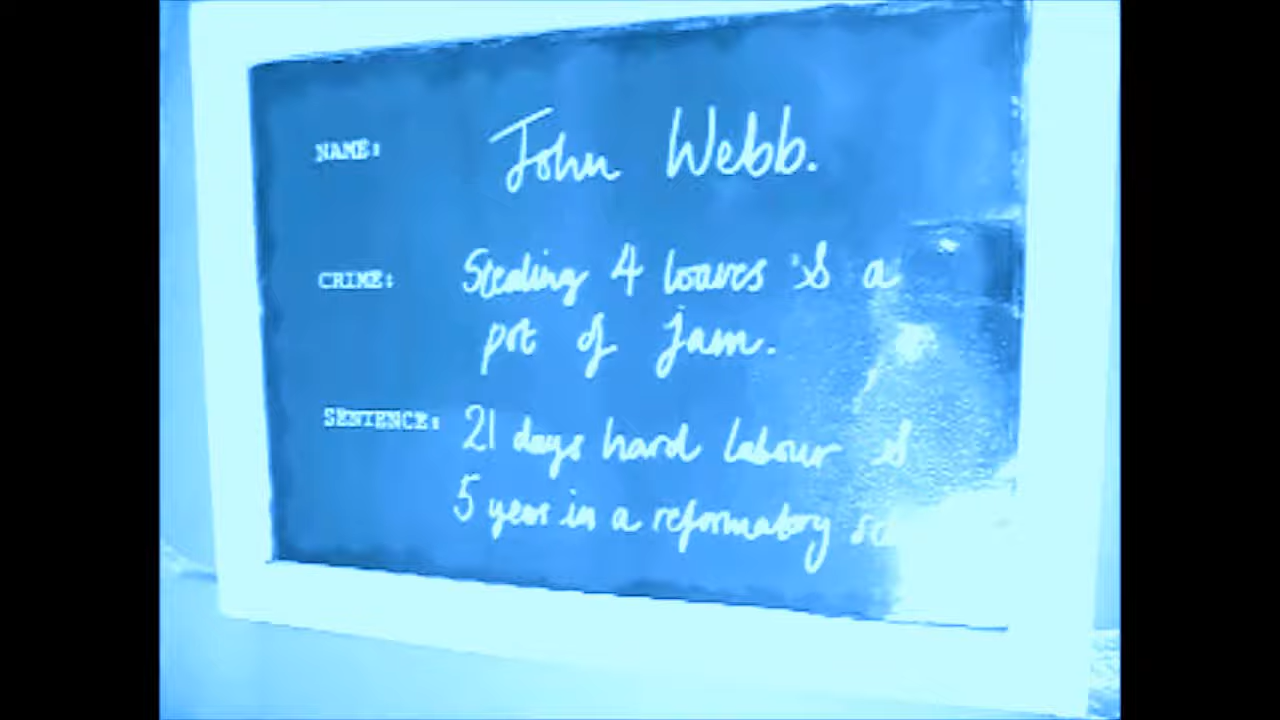 NAME: John Webb.
CRIME: Stealing 4 loaves & a
pot of Jam.
SENTENCE: 21 days hard labour &
5 years in a reformatory